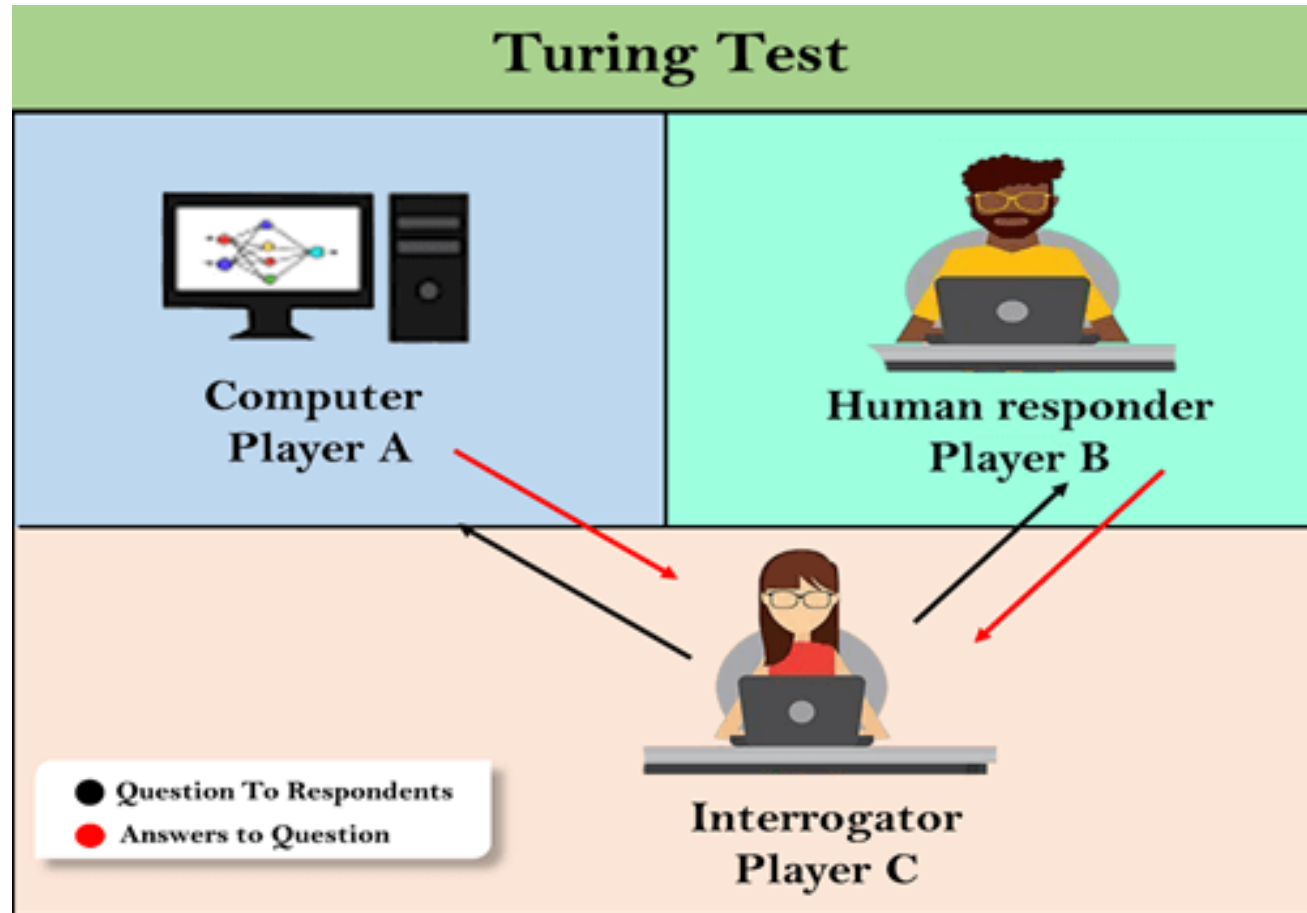 Turing Test
Computer
Player A
Human responder
Player B
Question To Respondents
Answers to Question
Interrogator
Player C